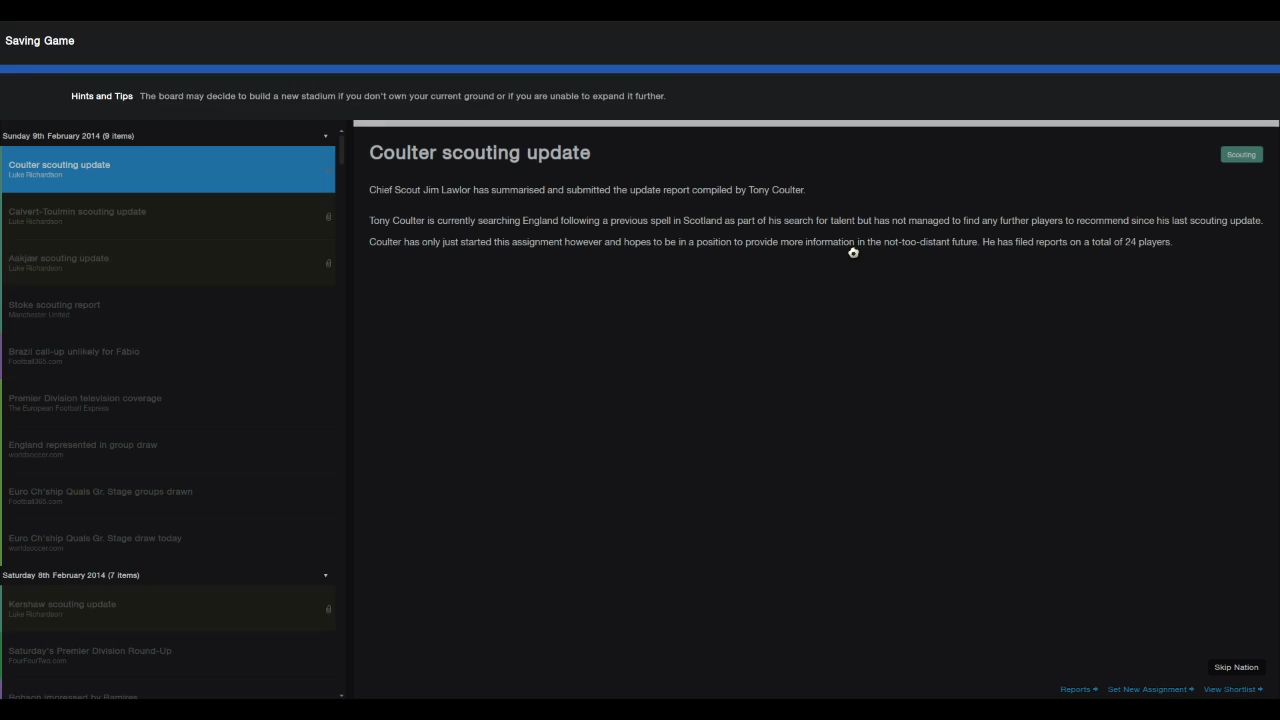 Saving Game
Hints and Tips The board may decide to build a new stadium if you don't own your current ground or if you are unable to expand it further.
Sunday 9th February 2014 (9 items)
Coulter scouting update
Luke Richardson
Calvert-Toulmin scouting update
Luke Richardson
Aakjær scouting update
Luke Richardson
Stoke scouting report
Manchester United
Brazil call-up unlikely for Fábio
Football365.com
Premier Division television coverage
The European Football Express
England represented in group draw
worldsoccer.com
Euro Ch'ship Quals Gr. Stage groups drawn
Football365.com
Euro Ch'ship Quals Gr. Stage draw today
worldsoccer.com
Saturday 8th February 2014 (7 items)
Kershaw scouting update
Luke Richardson
Saturday's Premier Division Round-Up
FourFourTwo.com
Robson impressed by Ramires
Coulter scouting update
Scouting
Chief Scout Jim Lawlor has summarised and submitted the update report compiled by Tony Coulter.
Tony Coulter is currently searching England following a previous spell in Scotland as part of his search for talent but has not managed to find any further players to recommend since his last scouting update.
Coulter has only just started this assignment however and hopes to be in a position to provide more information in the not-too-distant future. He has filed reports on a total of 24 players.
Skip Nation
Reports
Set New Assignment
View Shortlist